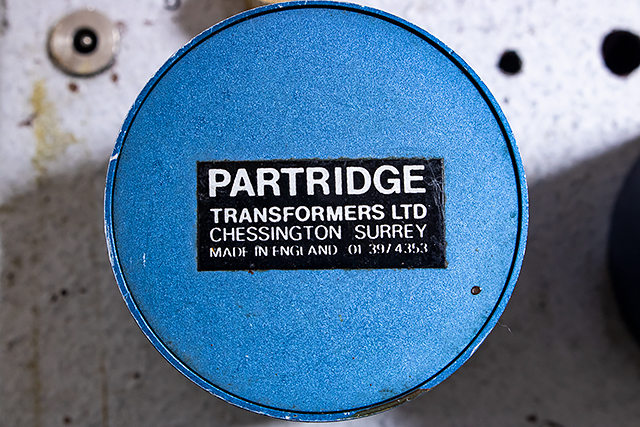 PARTRIDGE
TRANSFORMERS LTD
CHESSINGTON SURREY
MADE IN ENGLAND 01 397 4353